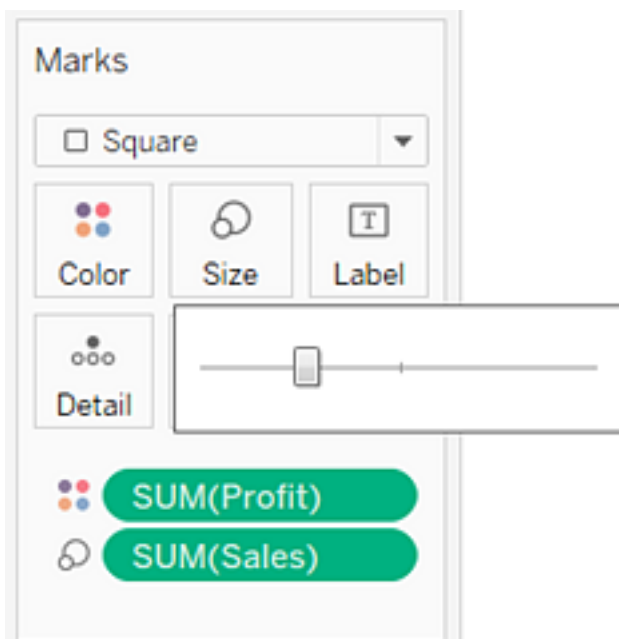 Marks
Square
Color Size Label
T
Detail
SUM(Profit)
SUM(Sales)